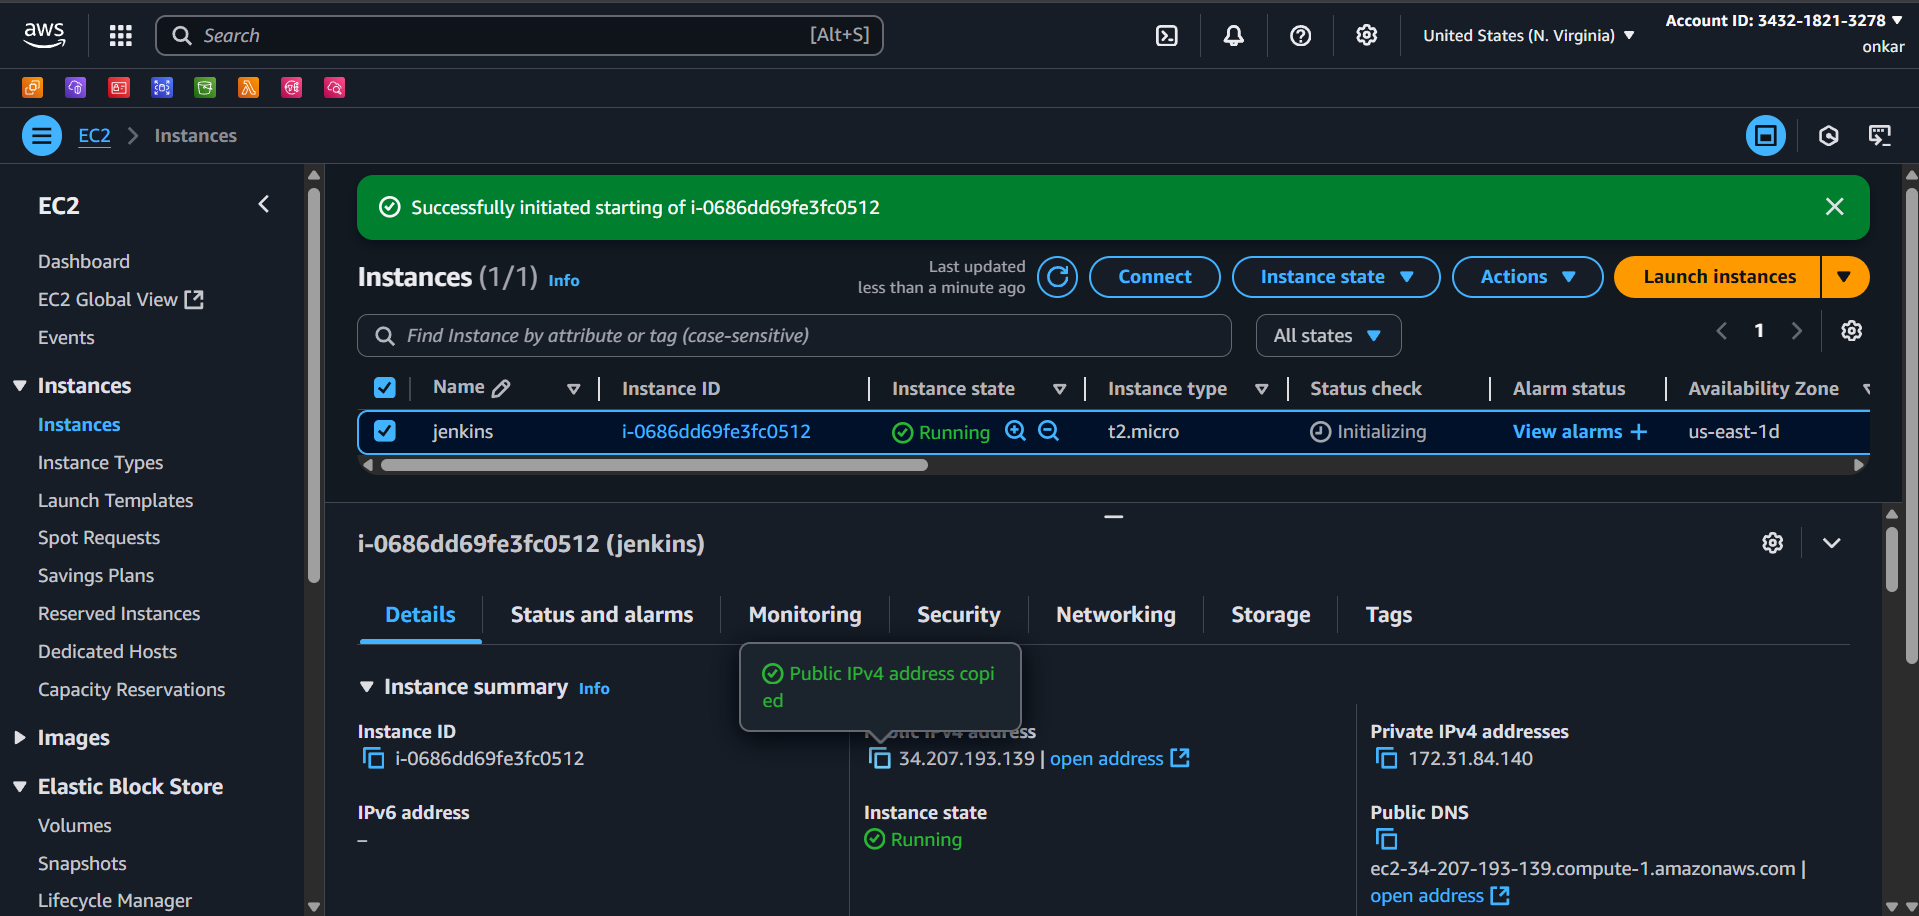 aws
Search [Alt+S]
United States (N. Virginia)
Account ID: 3432-1821-3278
onkar
EC2 Instances
EC2
Dashboard
EC2 Global View
Events
Instances
Instances
Instance Types
Launch Templates
Spot Requests
Savings Plans
Reserved Instances
Dedicated Hosts
Capacity Reservations
Images
Elastic Block Store
Volumes
Snapshots
Lifecycle Manager
Successfully initiated starting of i-0686dd69fe3fc0512
Instances (1/1) Info
Last updated
less than a minute ago
Connect
Instance state
Actions
Launch instances
Find Instance by attribute or tag (case-sensitive)
All states
1
Name Instance ID Instance state Instance type Status check Alarm status Availability Zone
jenkins i-0686dd69fe3fc0512 Running t2.micro Initializing View alarms + us-east-1d
i-0686dd69fe3fc0512 (jenkins)
Details Status and alarms Monitoring Security Networking Storage Tags
Public IPv4 address copi
ed
Instance summary Info
Instance ID
i-0686dd69fe3fc0512
Public IPv4 address
34.207.193.139 | open address
Private IPv4 addresses
172.31.84.140
IPv6 address
–
Instance state
Running
Public DNS
ec2-34-207-193-139.compute-1.amazonaws.com |
open address